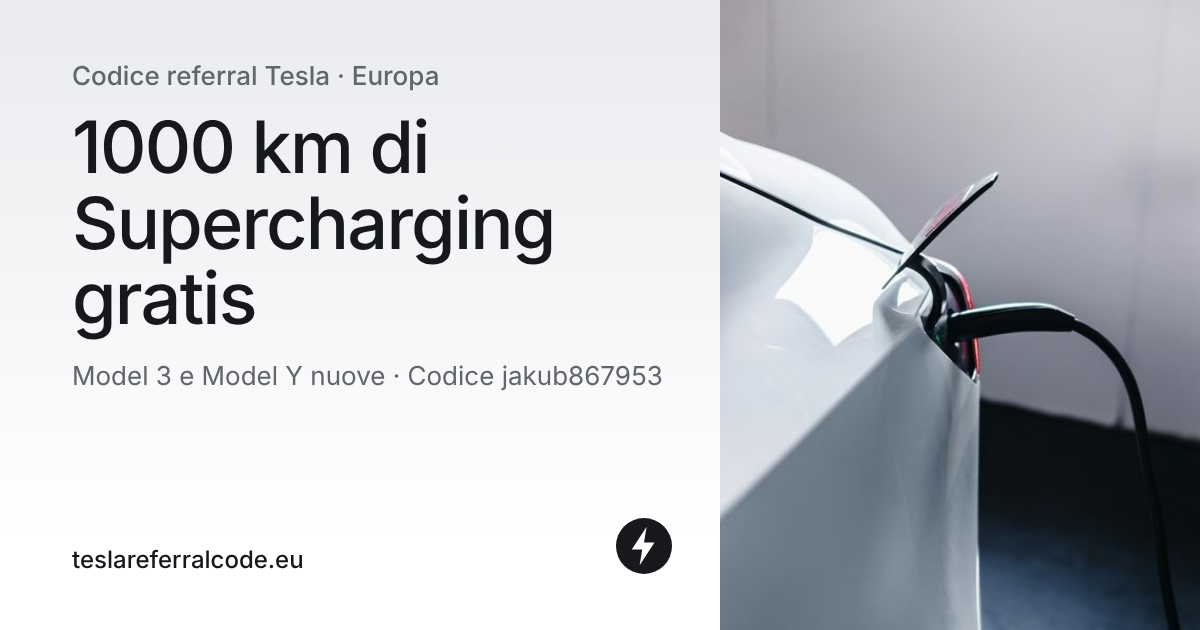 Codice referral Tesla · Europa
1000 km di
Supercharging
gratis
Model 3 e Model Y nuove · Codice jakub867953
teslareferralcode.eu